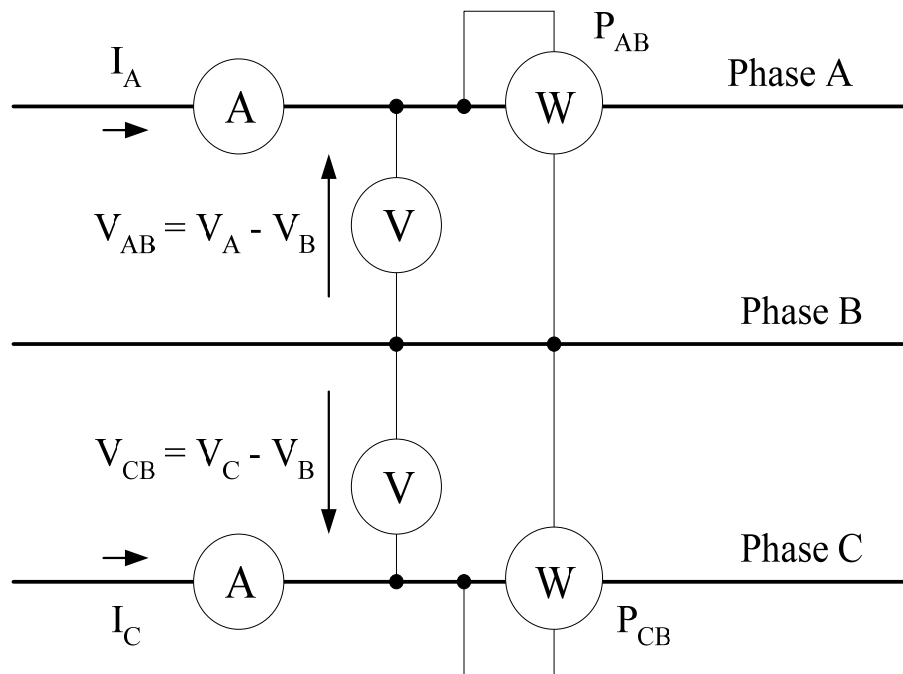 P_AB
I_A
Phase A
A
W
V_AB = V_A - V_B
V
Phase B
V_CB = V_C - V_B
V
Phase C
A
W
I_C
P_CB